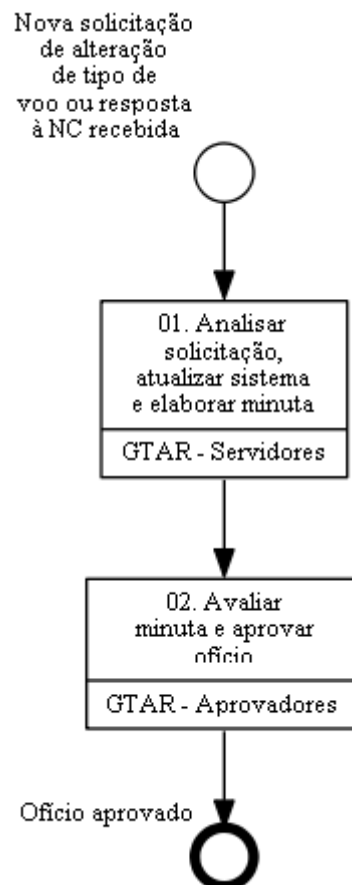 Nova solicitação
de alteração
de tipo de
voo ou resposta
à NC recebida
01. Analisar
solicitação,
atualizar sistema
e elaborar minuta
GTAR - Servidores
02. Avaliar
minuta e aprovar
ofício
GTAR - Aprovadores
Ofício aprovado